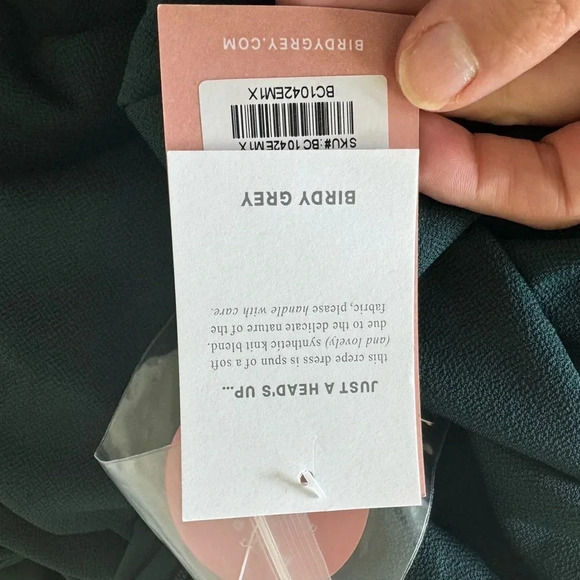 JUST A HEAD'S UP...
this crepe dress is spun of a soft
(and lovely) synthetic knit blend.
due to the delicate nature of the
fabric, please handle with care.
BIRDY GREY
SKU#:BC1042EM1X
BC1042EM1X
BIRDYGREY.COM